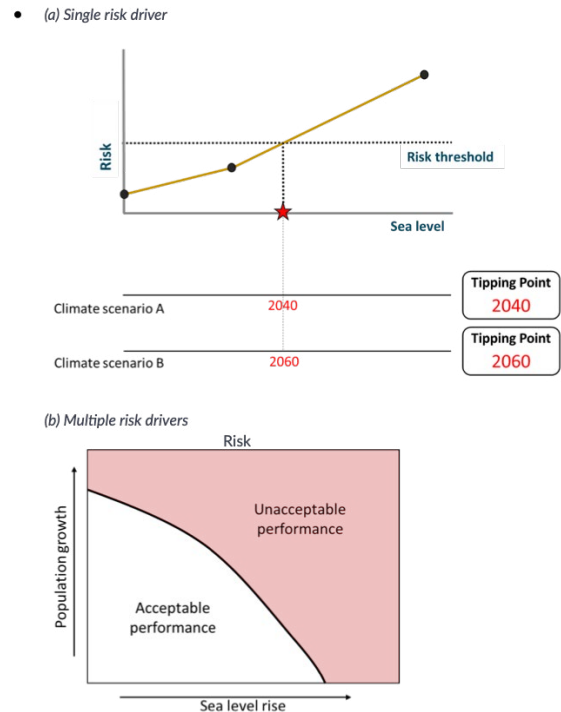 (a) Single risk driver
Risk
Risk threshold
Sea level
Tipping Point
2040
Climate scenario A
2040
Tipping Point
2060
Climate scenario B
2060
(b) Multiple risk drivers
Risk
Population growth
Unacceptable
performance
Acceptable
performance
Sea level rise